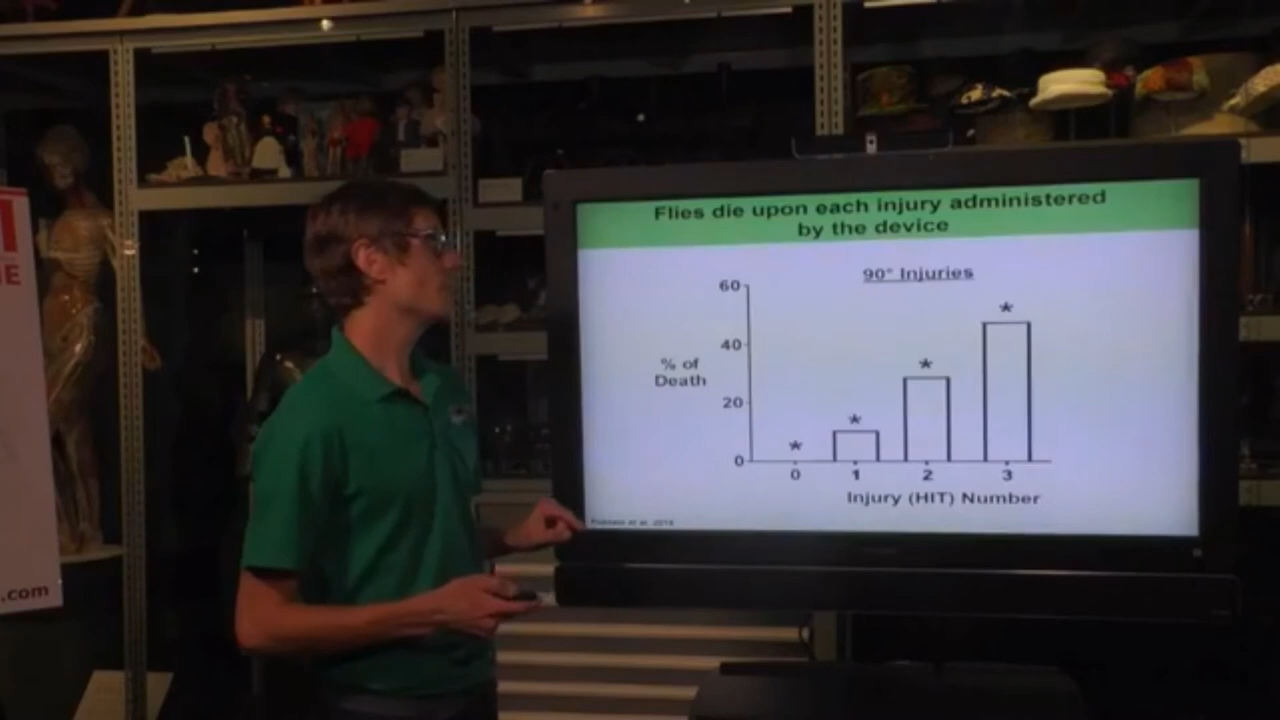 IE
.com
Flies die upon each injury administered
by the device
90° Injuries
60
40
20
0
% of
Death
*
*
*
*
0 1 2 3
Injury (HIT) Number